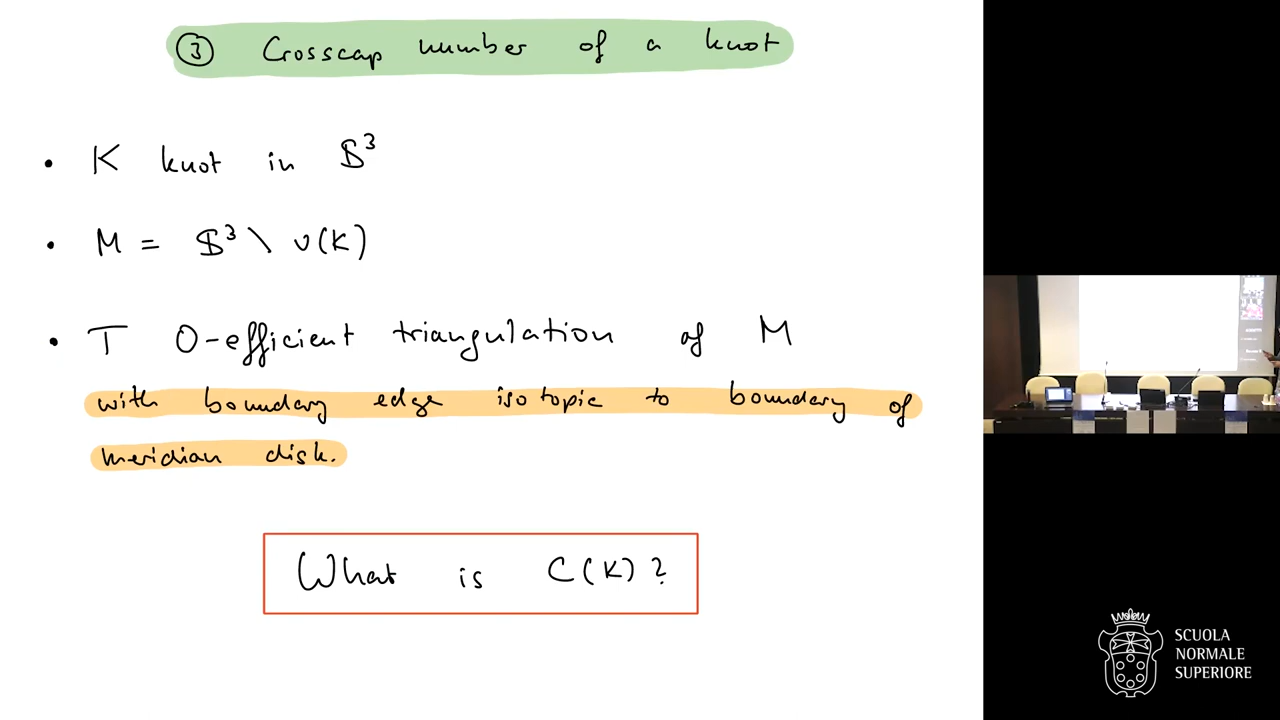 ③ Crosscap number of a knot
• K knot in 𝕊³
• M = 𝕊³ \ ν(K)
• T 0-efficient triangulation of M
with boundary edge isotopic to boundary of
meridian disk.
What is C(K)?
SCUOLA
NORMALE
SUPERIORE